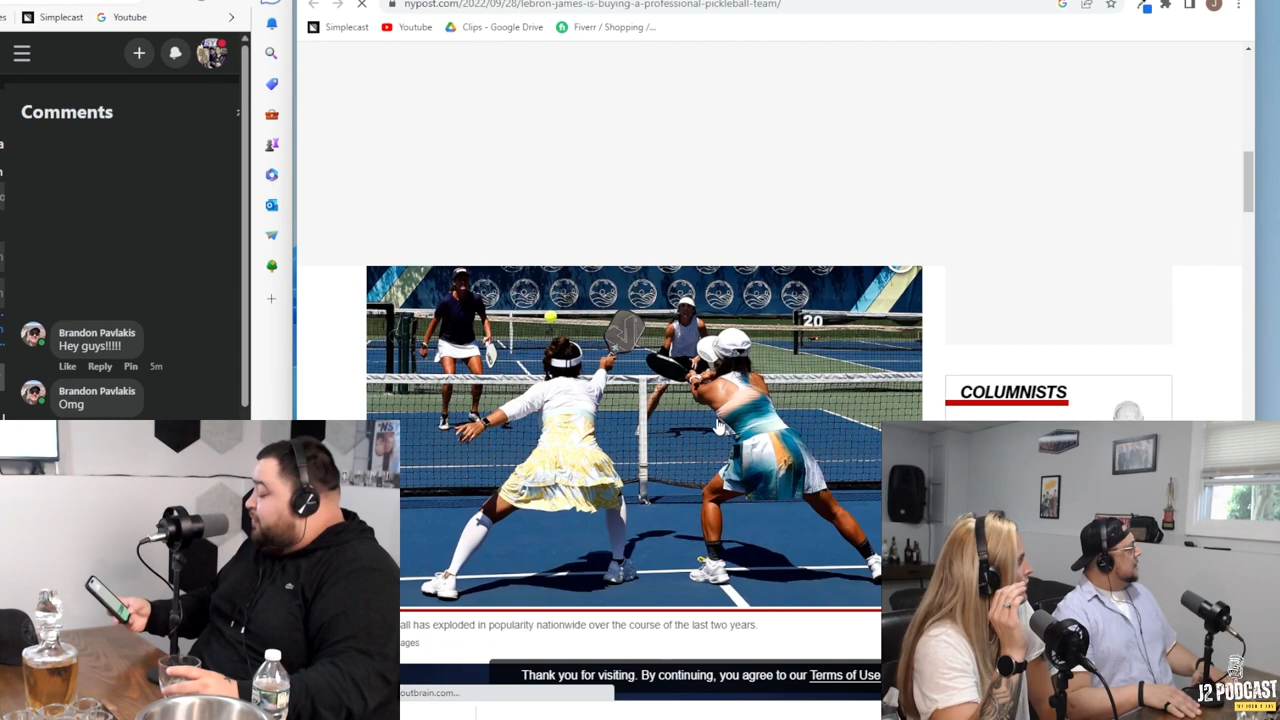 Simplecast
Youtube
Comments
Brandon Pavlakis
Hey guys!!!!!
Like Reply Pin 5m
Brandon Pavlakis
Omg
nypost.com/2022/09/28/lebron-james-is-buying-a-professional-pickleball-team/
J
Simplecast
Youtube
Clips - Google Drive
Fiverr / Shopping /...
20
COLUMNISTS
all has exploded in popularity nationwide over the course of the last two years.
ages
Thank you for visiting. By continuing, you agree to our Terms of Use
outbrain.com...
J2 PODCAST